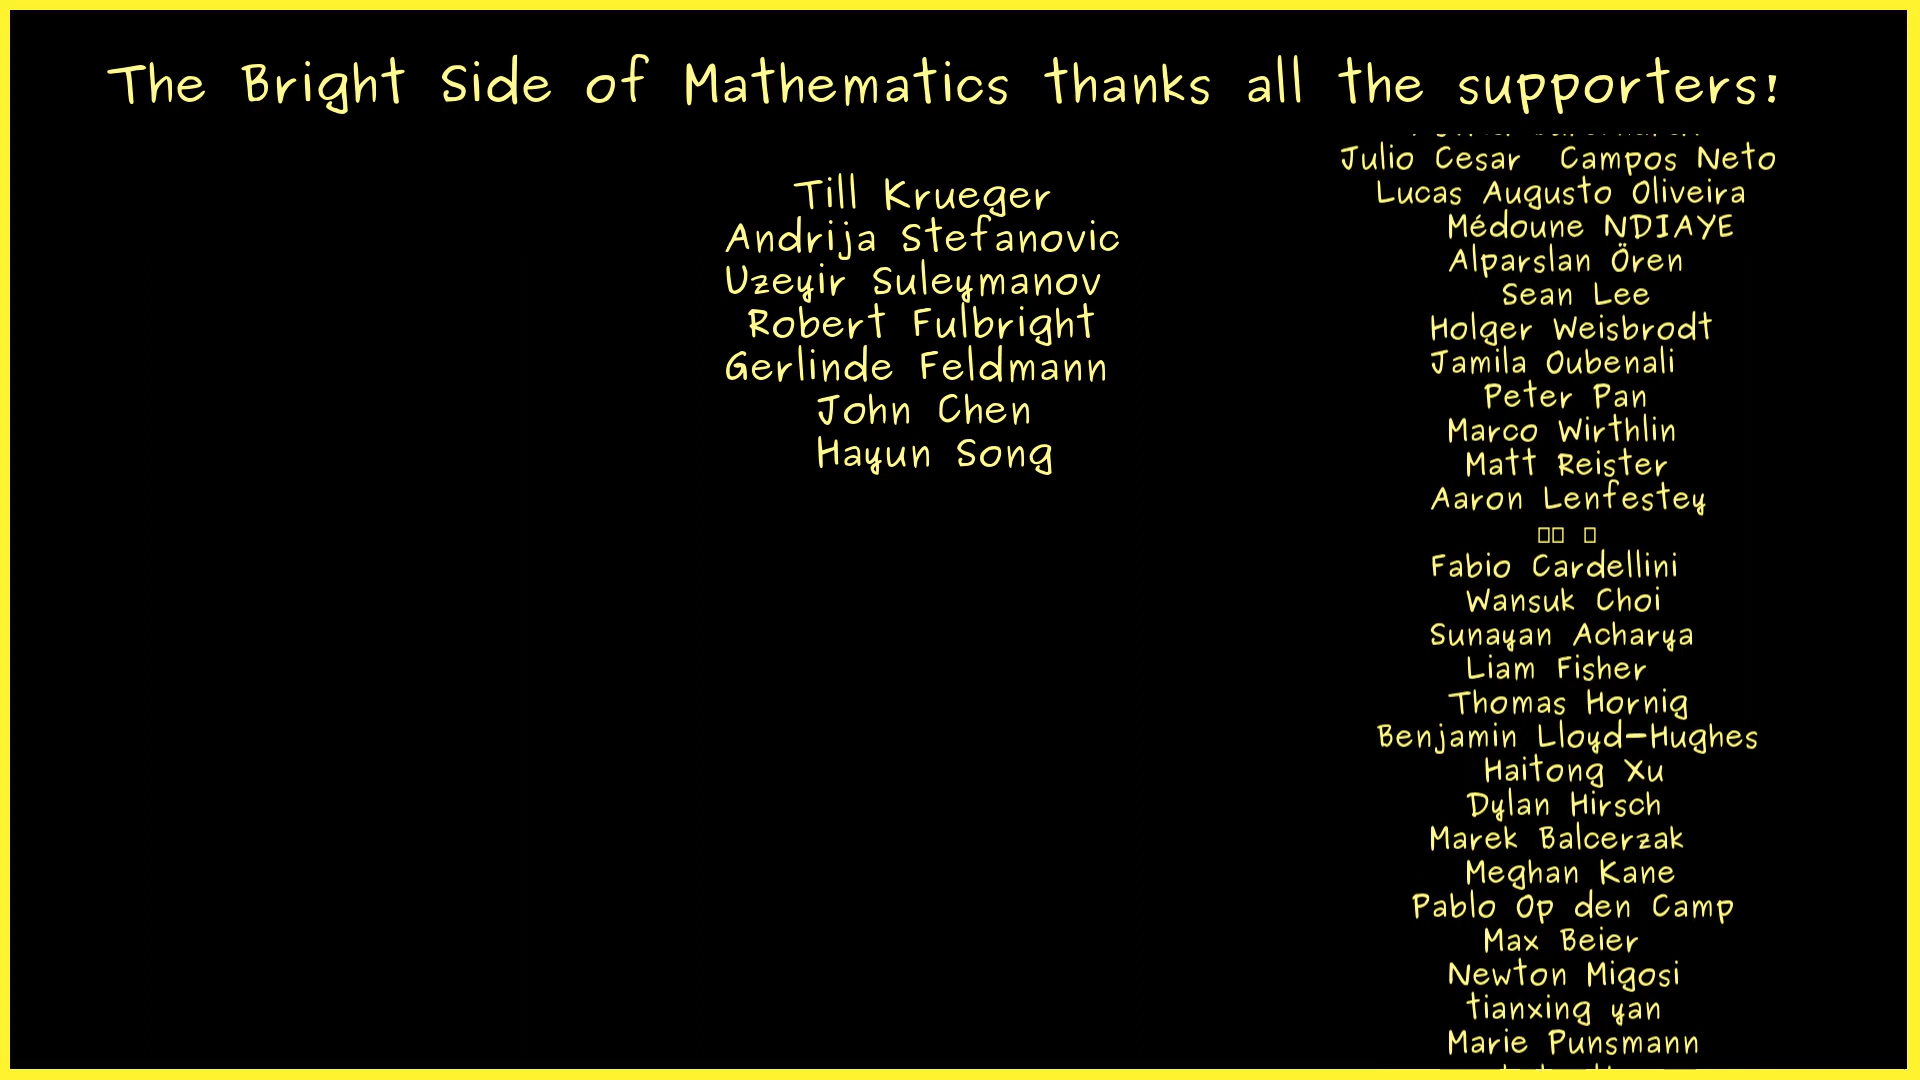 The Bright Side of Mathematics thanks all the supporters!
Till Krueger
Andrija Stefanovic
Uzeyir Suleymanov
Robert Fulbright
Gerlinde Feldmann
John Chen
Hayun Song
Julio Cesar  Campos Neto
Lucas Augusto Oliveira
Médoune NDIAYE
Alparslan Ören
Sean Lee
Holger Weisbrodt
Jamila Oubenali
Peter Pan
Marco Wirthlin
Matt Reister
Aaron Lenfestey
Fabio Cardellini
Wansuk Choi
Sunayan Acharya
Liam Fisher
Thomas Hornig
Benjamin Lloyd-Hughes
Haitong Xu
Dylan Hirsch
Marek Balcerzak
Meghan Kane
Pablo Op den Camp
Max Beier
Newton Migosi
tianxing yan
Marie Punsmann